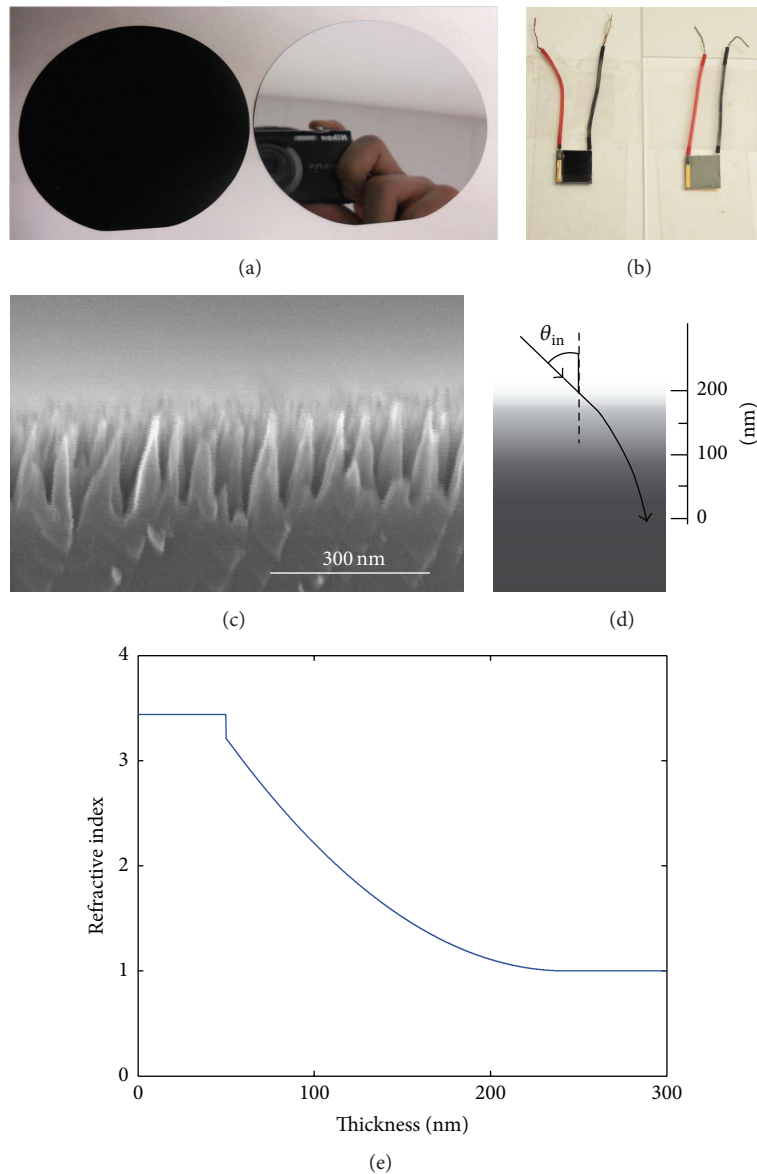 Nikon
(a)
(b)
300 nm
(c)
θin
200
100
0
(nm)
(d)
4
3
2
1
0
Refractive index
0
100
200
300
Thickness (nm)
(e)